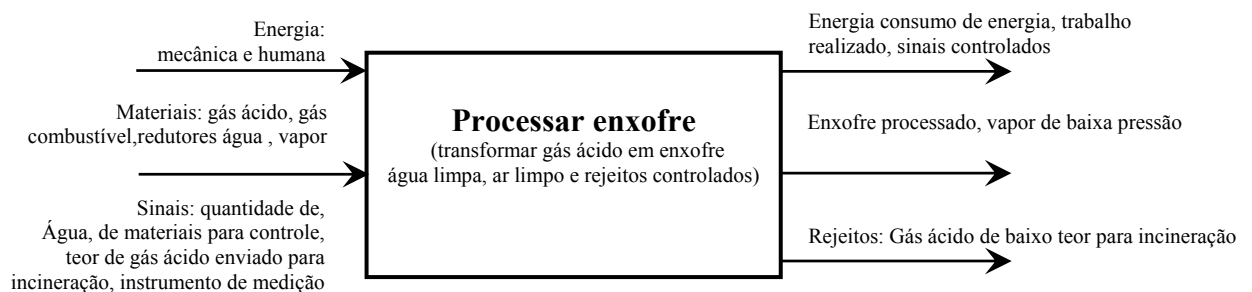 Energia:
mecânica e humana
Materiais: gás ácido, gás
combustível,redutores água , vapor
Sinais: quantidade de,
Água, de materiais para controle,
teor de gás ácido enviado para
incineração, instrumento de medição
Processar enxofre
(transformar gás ácido em enxofre
água limpa, ar limpo e rejeitos controlados)
Energia consumo de energia, trabalho
realizado, sinais controlados
Enxofre processado, vapor de baixa pressão
Rejeitos: Gás ácido de baixo teor para incineração